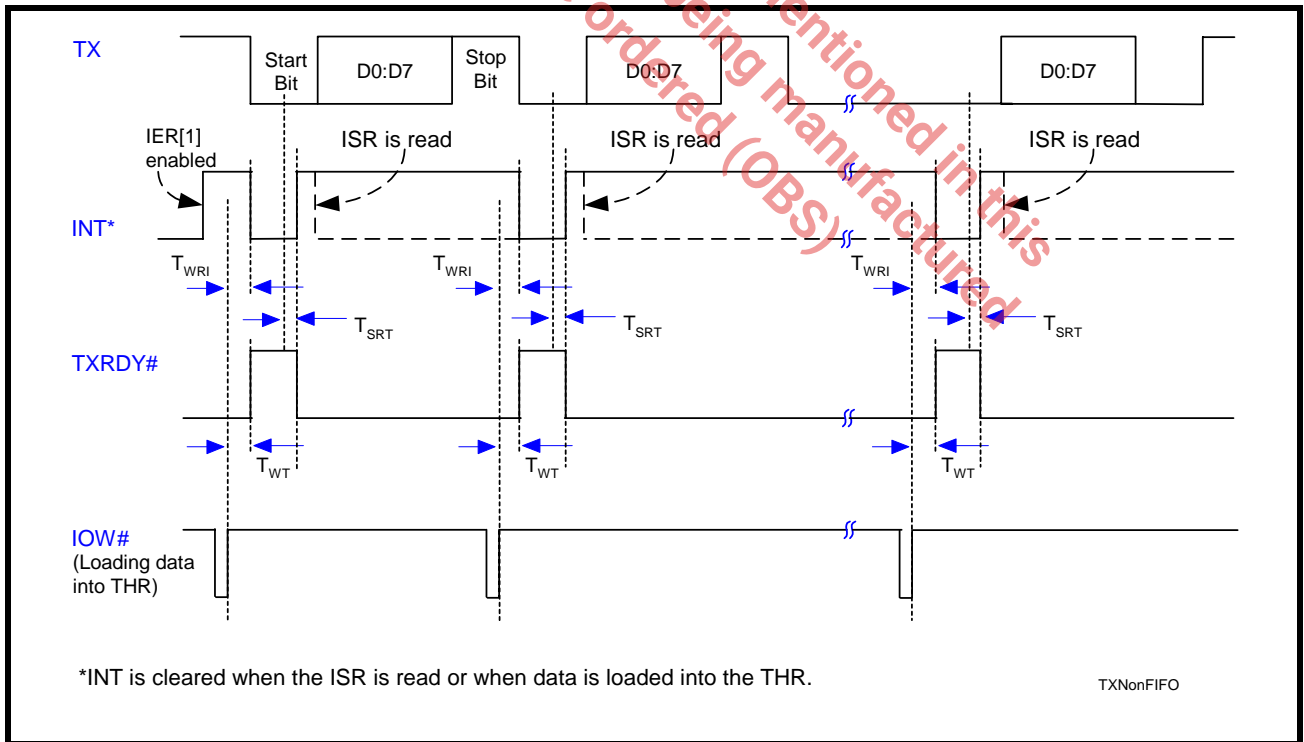 TX
Start
Bit
D0:D7
Stop
Bit
D0:D7
D0:D7
IER[1]
enabled
ISR is read
ISR is read
ISR is read
INT*
TWRI
TWRI
TWRI
TSRT
TSRT
TSRT
TXRDY#
TWT
TWT
TWT
IOW#
(Loading data
into THR)
*INT is cleared when the ISR is read or when data is loaded into the THR.
TXNonFIFO
mentioned in this
being manufactured
ordered (OBS)